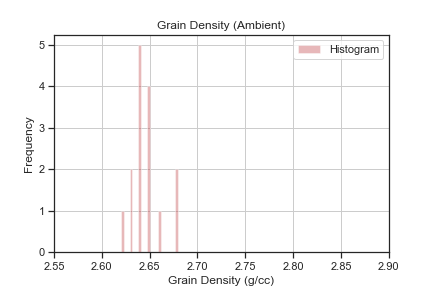 Grain Density (Ambient)
Histogram
Frequency
5
4
3
2
1
0
2.55 2.60 2.65 2.70 2.75 2.80 2.85 2.90
Grain Density (g/cc)